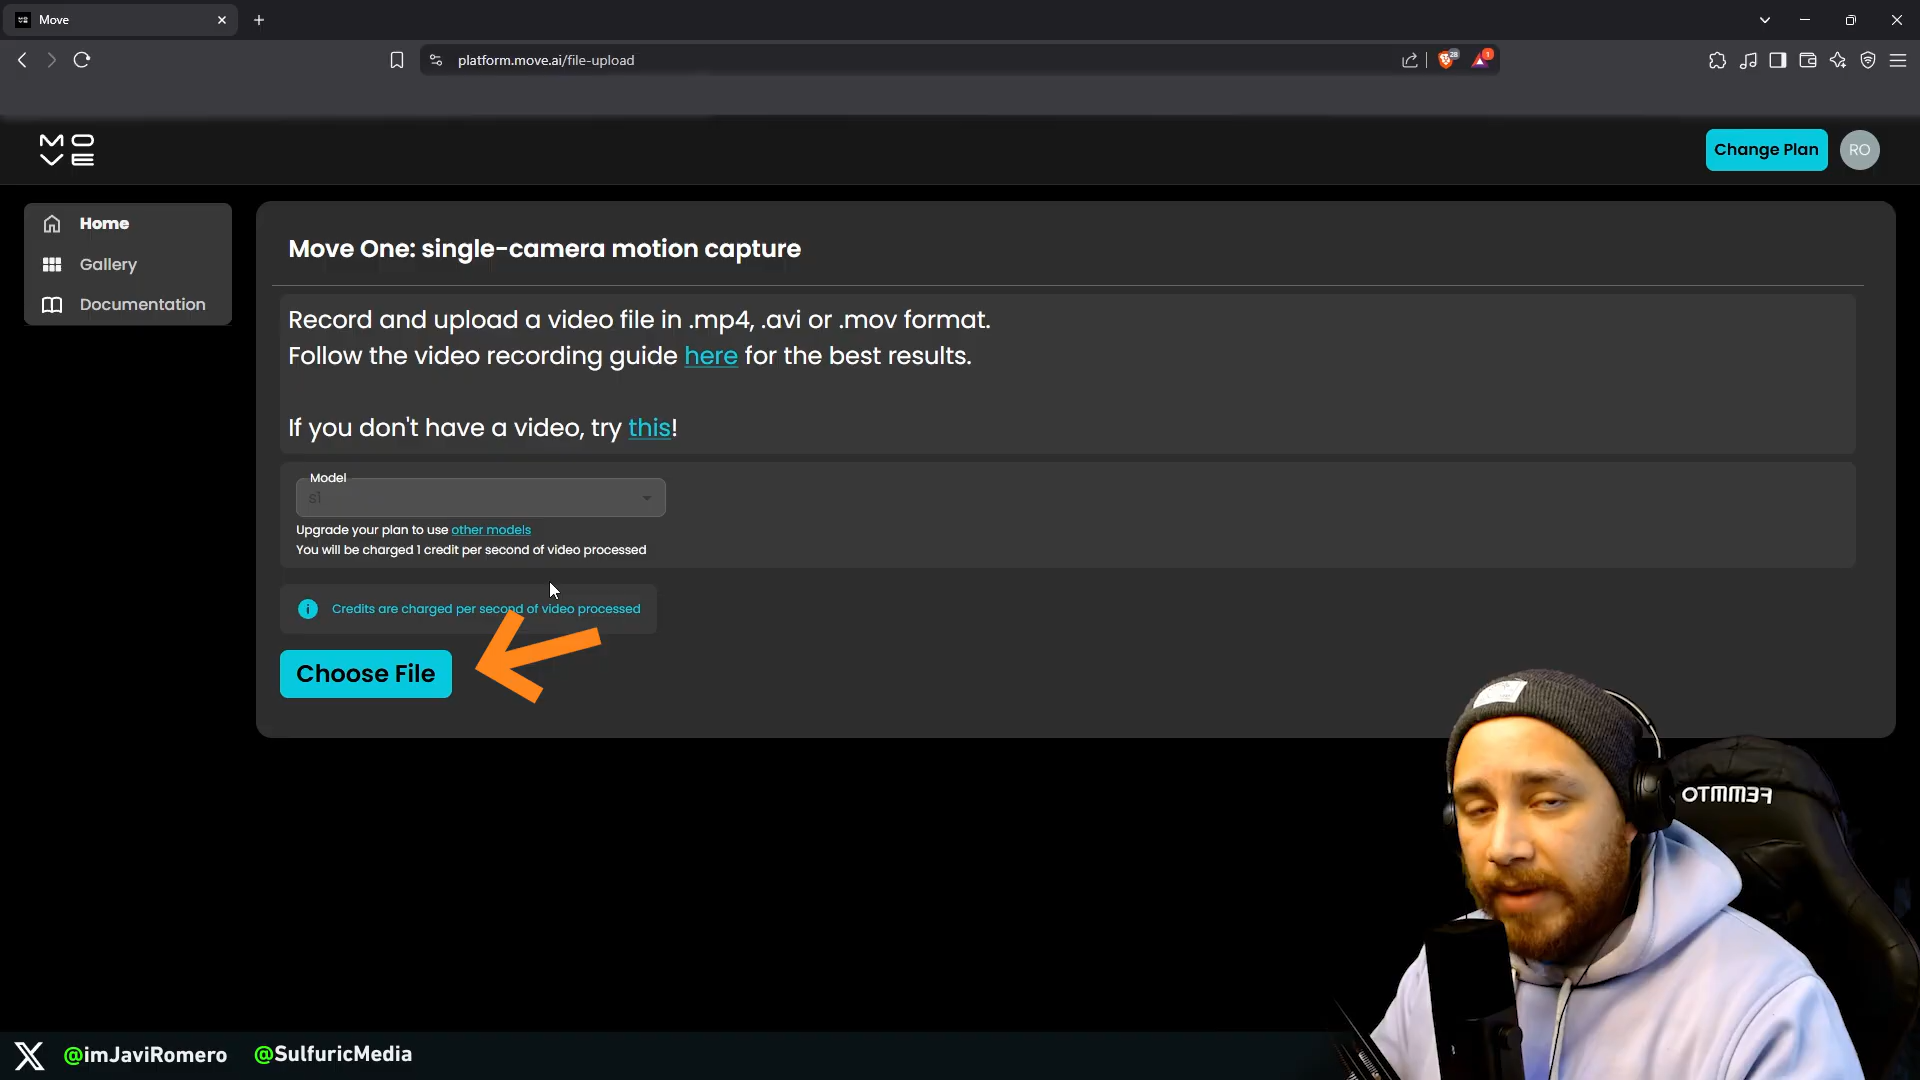 Move
platform.move.ai/file-upload
28
1
MOVE
Change Plan
RO
Home
Gallery
Documentation
Move One: single-camera motion capture
Record and upload a video file in .mp4, .avi or .mov format.
Follow the video recording guide here for the best results.
If you don't have a video, try this!
Model
s1
Upgrade your plan to use other models
You will be charged 1 credit per second of video processed
Credits are charged per second of video processed
Choose File
FEMMTO
@imJaviRomero @SulfuricMedia